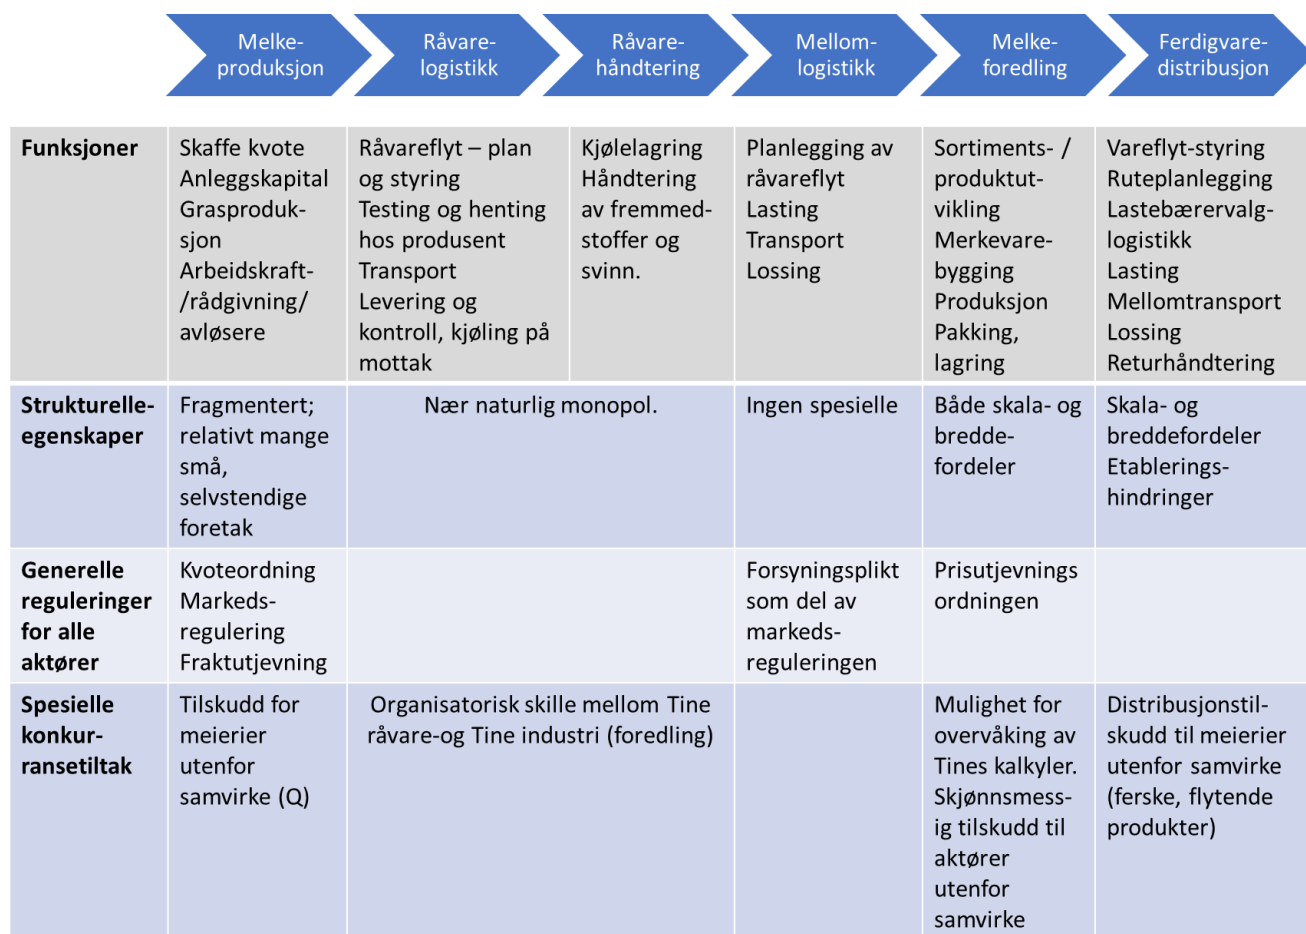 Melke-
produksjon
Råvare-
logistikk
Råvare-
håndtering
Mellom-
logistikk
Melke-
foredling
Ferdigvare-
distribusjon
Funksjoner
Skaffe kvote
Anleggskapital
Grasproduk-
sjon
Arbeidskraft-
/rådgivning/
avløsere
Råvareflyt – plan
og styring
Testing og henting
hos produsent
Transport
Levering og
kontroll, kjøling på
mottak
Kjølelagring
Håndtering
av fremmed-
stoffer og
svinn.
Planlegging av
råvareflyt
Lasting
Transport
Lossing
Sortiments- /
produktut-
vikling
Merkevare-
bygging
Produksjon
Pakking,
lagring
Vareflyt-styring
Ruteplanlegging
Lastebærervalg-
logistikk
Lasting
Mellomtransport
Lossing
Returhåndtering
Strukturelle-
egenskaper
Fragmentert;
relativt mange
små,
selvstendige
foretak
Nær naturlig monopol.
Ingen spesielle
Både skala- og
bredde-
fordeler
Skala- og
breddefordeler
Etablerings-
hindringer
Generelle
reguleringer
for alle
aktører
Kvoteordning
Markeds-
regulering
Fraktutjevning
Forsyningsplikt
som del av
markeds-
reguleringen
Prisutjevnings
ordningen
Spesielle
konkur-
ransetiltak
Tilskudd for
meierier
utenfor
samvirke (Q)
Organisatorisk skille mellom Tine
råvare-og Tine industri (foredling)
Mulighet for
overvåking av
Tines kalkyler.
Skjønnsmess-
ig tilskudd til
aktører
utenfor
samvirke
Distribusjonstil-
skudd til meierier
utenfor samvirke
(ferske, flytende
produkter)